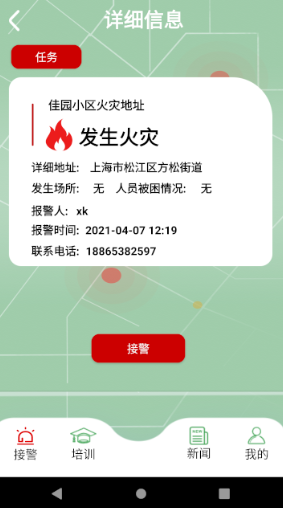 详细信息
任务
佳园小区火灾地址
发生火灾
详细地址: 上海市松江区方松街道
发生场所: 无 人员被困情况: 无
报警人: xk
报警时间: 2021-04-07 12:19
联系电话: 18865382597
接警
接警 培训 新闻 我的